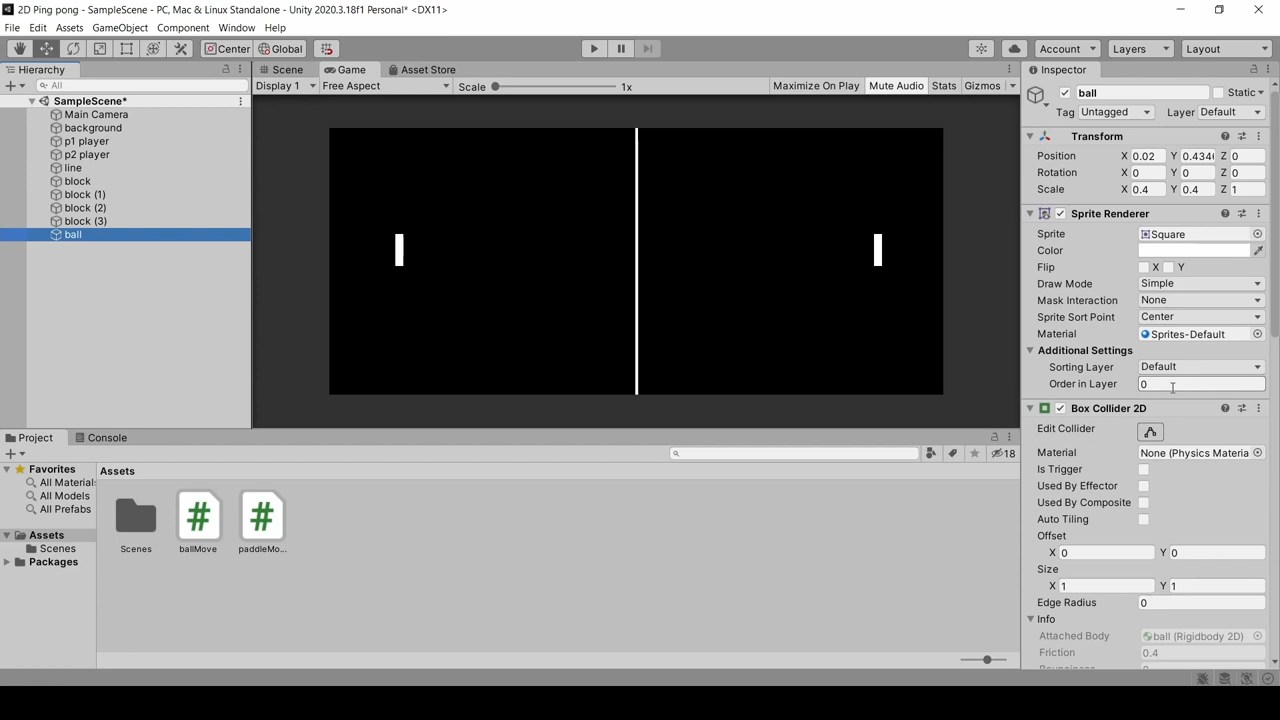 2D Ping pong - SampleScene - PC, Mac & Linux Standalone - Unity 2020.3.18f1 Personal* <DX11>
File Edit Assets GameObject Component Window Help
Center Global Account Layers Layout
Hierarchy
All
SampleScene*
Main Camera
background
p1 player
p2 player
line
block
block (1)
block (2)
block (3)
ball
Scene Game Asset Store
Display 1 Free Aspect Scale 1x Maximize On Play Mute Audio Stats Gizmos
Inspector
ball Static
Tag Untagged Layer Default
Transform
Position X 0.02 Y 0.434 Z 0
Rotation X 0 Y 0 Z 0
Scale X 0.4 Y 0.4 Z 1
Sprite Renderer
Sprite Square
Color
Flip X Y
Draw Mode Simple
Mask Interaction None
Sprite Sort Point Center
Material Sprites-Default
Additional Settings
Sorting Layer Default
Order in Layer 0
Box Collider 2D
Edit Collider
Material None (Physics Materia
Is Trigger
Used By Effector
Used By Composite
Auto Tiling
Offset
X 0 Y 0
Size
X 1 Y 1
Edge Radius 0
Info
Attached Body ball (Rigidbody 2D)
Friction 0.4
Project Console
18
Favorites
All Material
All Models
All Prefabs
Assets
Scenes
Packages
Assets
Scenes ballMove paddleMo...